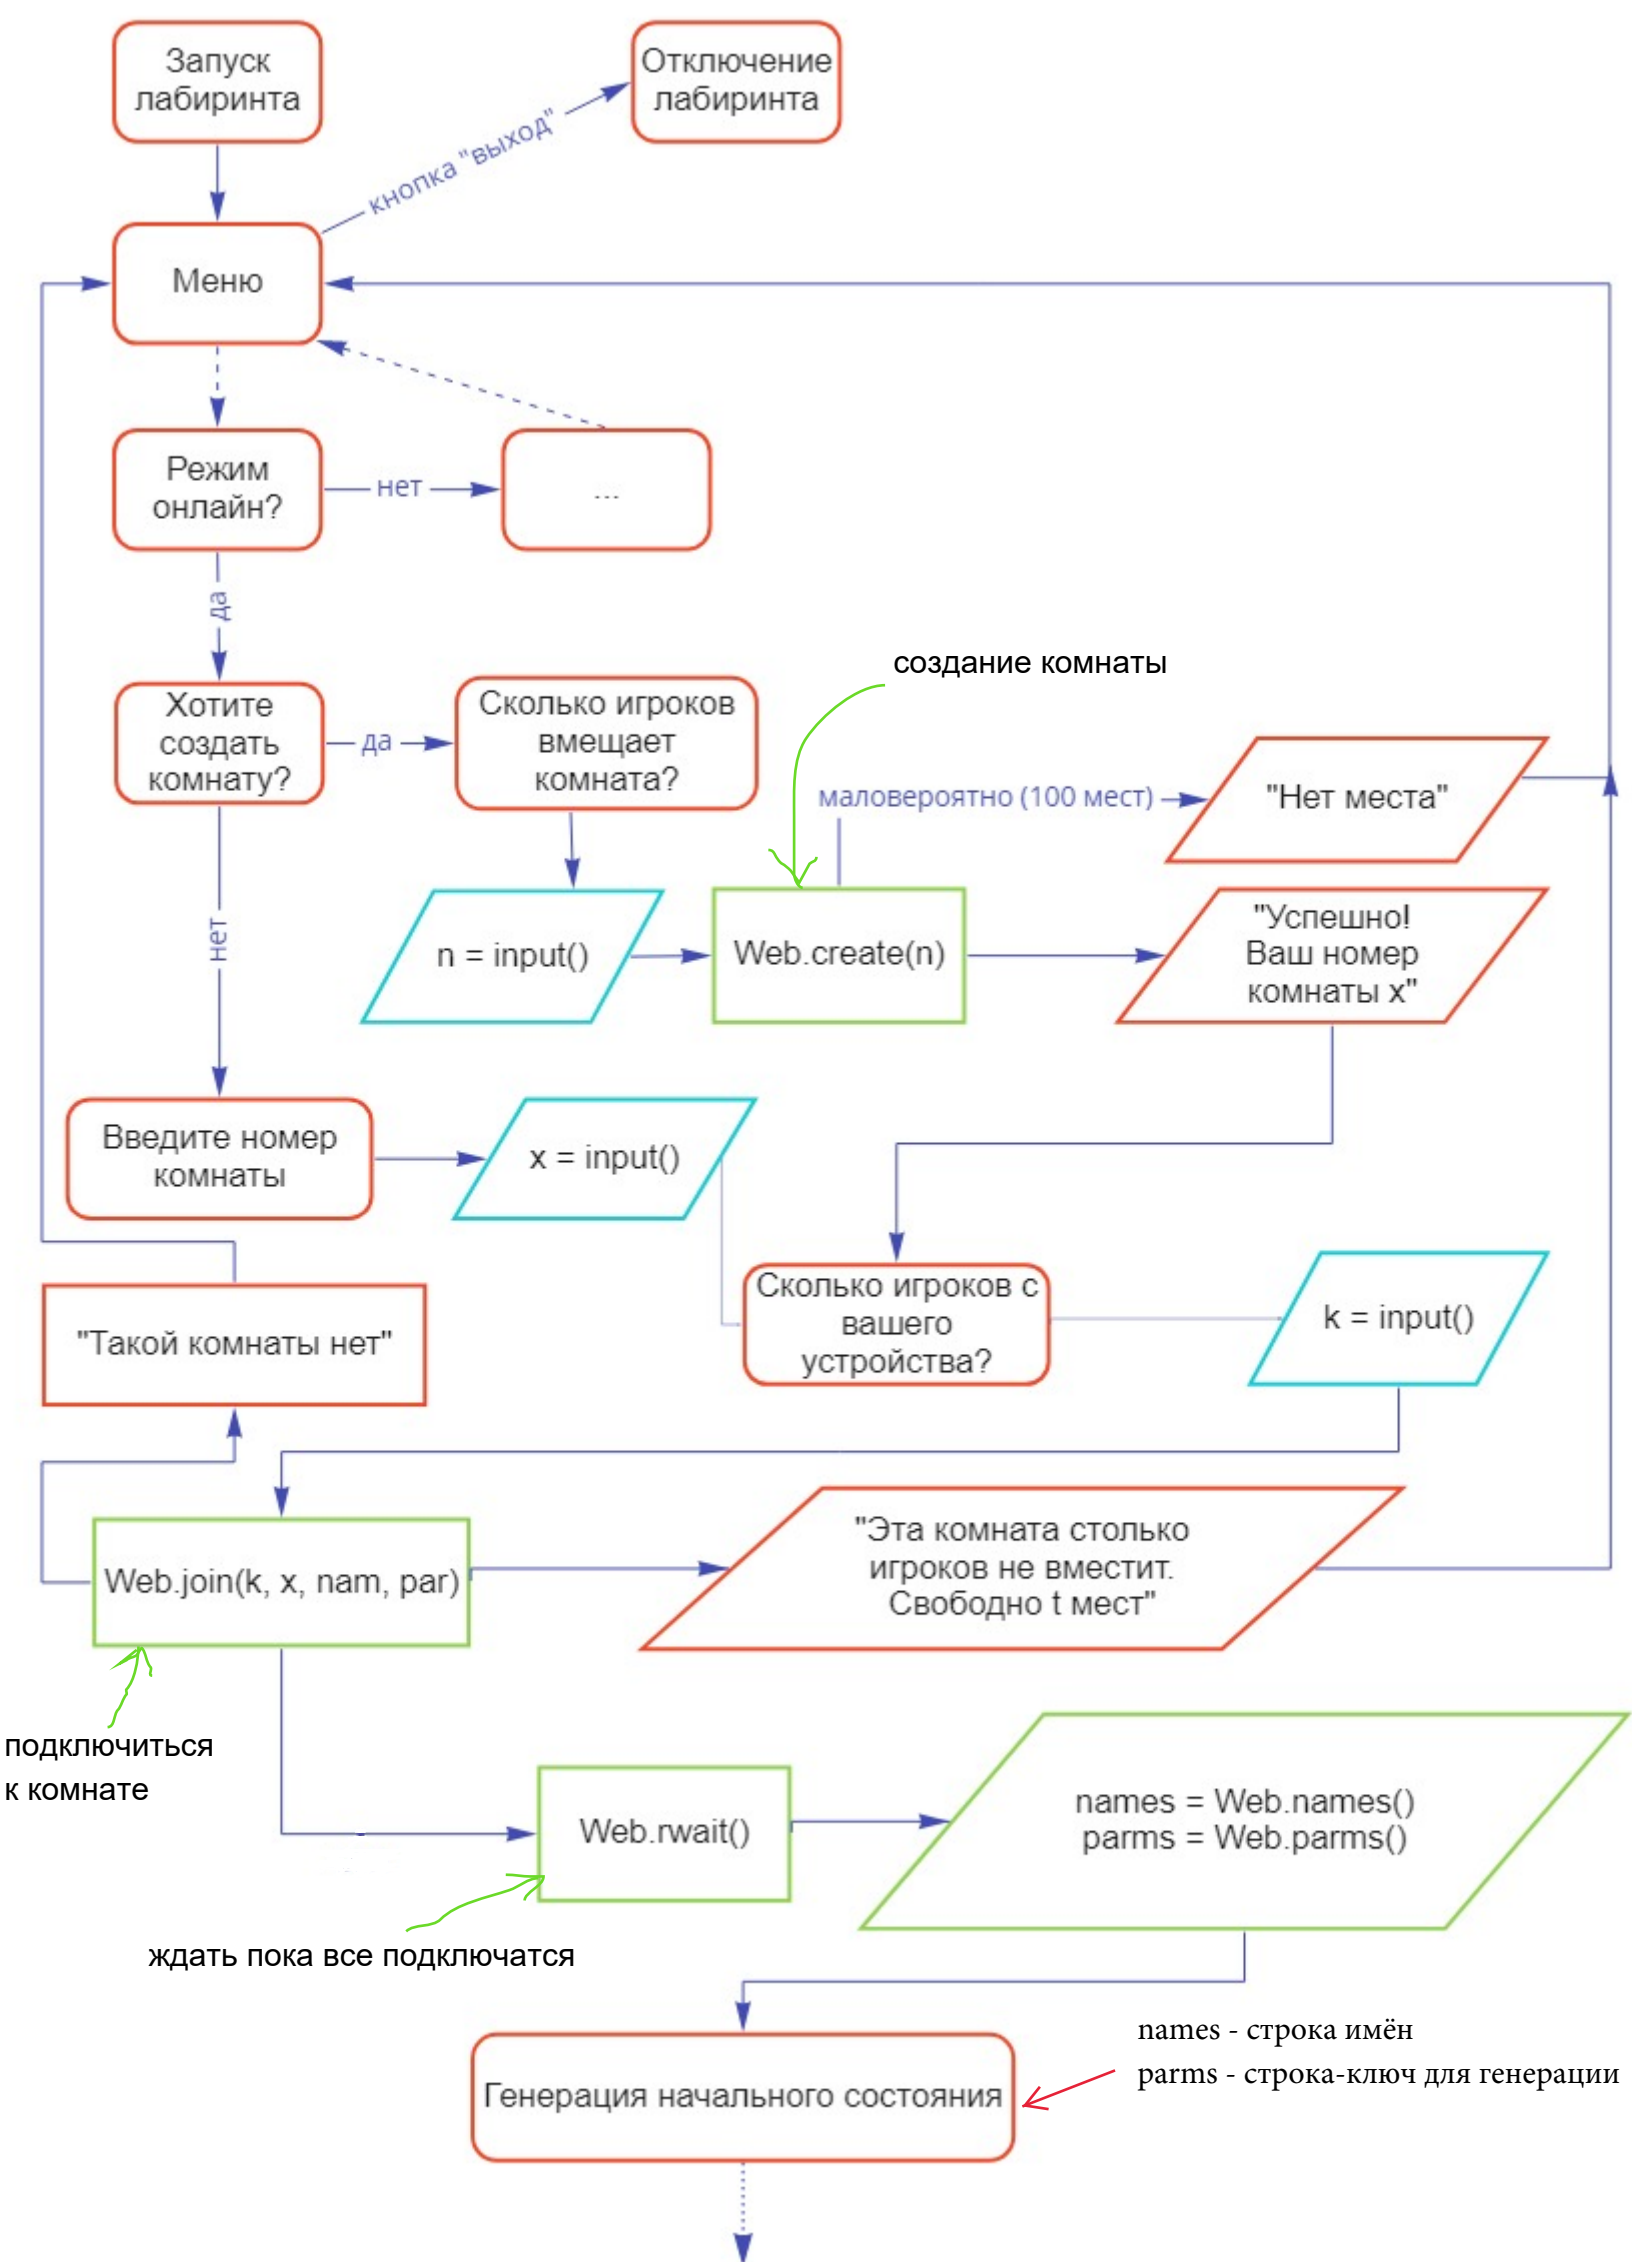 Запуск
лабиринта
Отключение
лабиринта
кнопка "выход"
Меню
Режим
онлайн?
нет
...
да
создание комнаты
Хотите
создать
комнату?
да
Сколько игроков
вмещает
комната?
маловероятно (100 мест)
"Нет места"
нет
n = input()
Web.create(n)
"Успешно!
Ваш номер
комнаты x"
Введите номер
комнаты
x = input()
Сколько игроков с
вашего
устройства?
k = input()
"Такой комнаты нет"
Web.join(k, x, nam, par)
"Эта комната столько
игроков не вместит.
Свободно t мест"
подключиться
к комнате
Web.rwait()
names = Web.names()
parms = Web.parms()
ждать пока все подключатся
names - строка имён
parms - строка-ключ для генерации
Генерация начального состояния